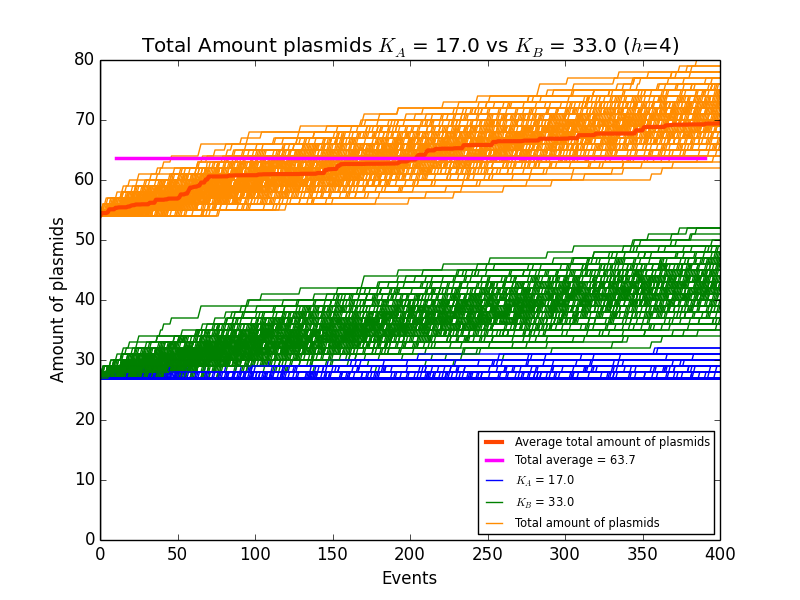 Total Amount plasmids K_A = 17.0 vs K_B = 33.0 (h=4)
80
70
60
50
40
30
20
10
0
Amount of plasmids
Average total amount of plasmids
Total average = 63.7
K_A = 17.0
K_B = 33.0
Total amount of plasmids
0 50 100 150 200 250 300 350 400
Events